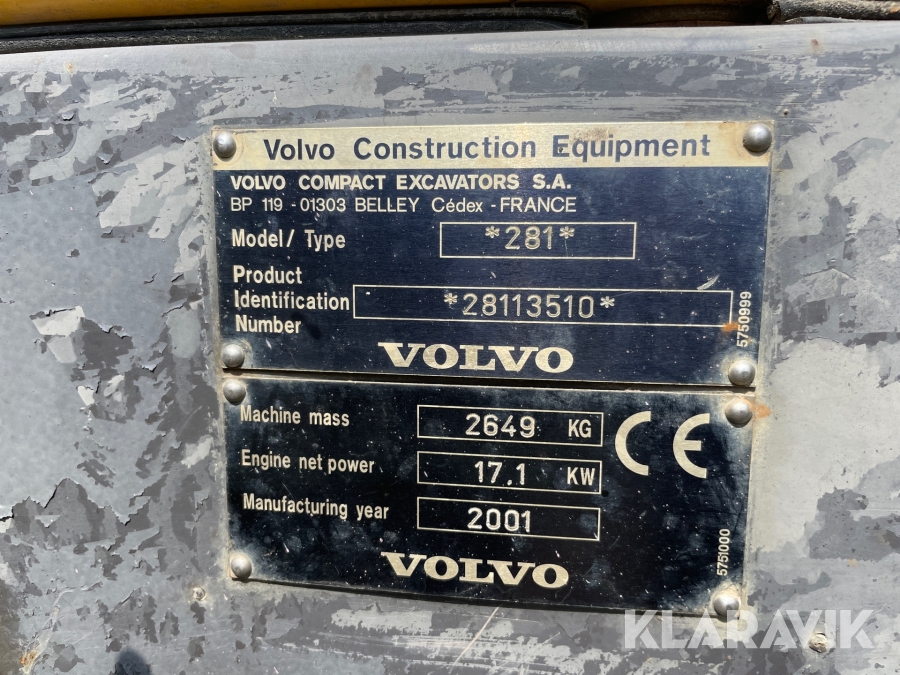 Volvo Construction Equipment
VOLVO COMPACT EXCAVATORS S.A.
BP 119 - 01303 BELLEY Cédex - FRANCE
Model / Type *281*
Product
Identification *28113510*
Number
5750999
VOLVO
Machine mass 2649 KG
CE
Engine net power 17.1 KW
Manufacturing year 2001
5751000
VOLVO
KLARAVIK